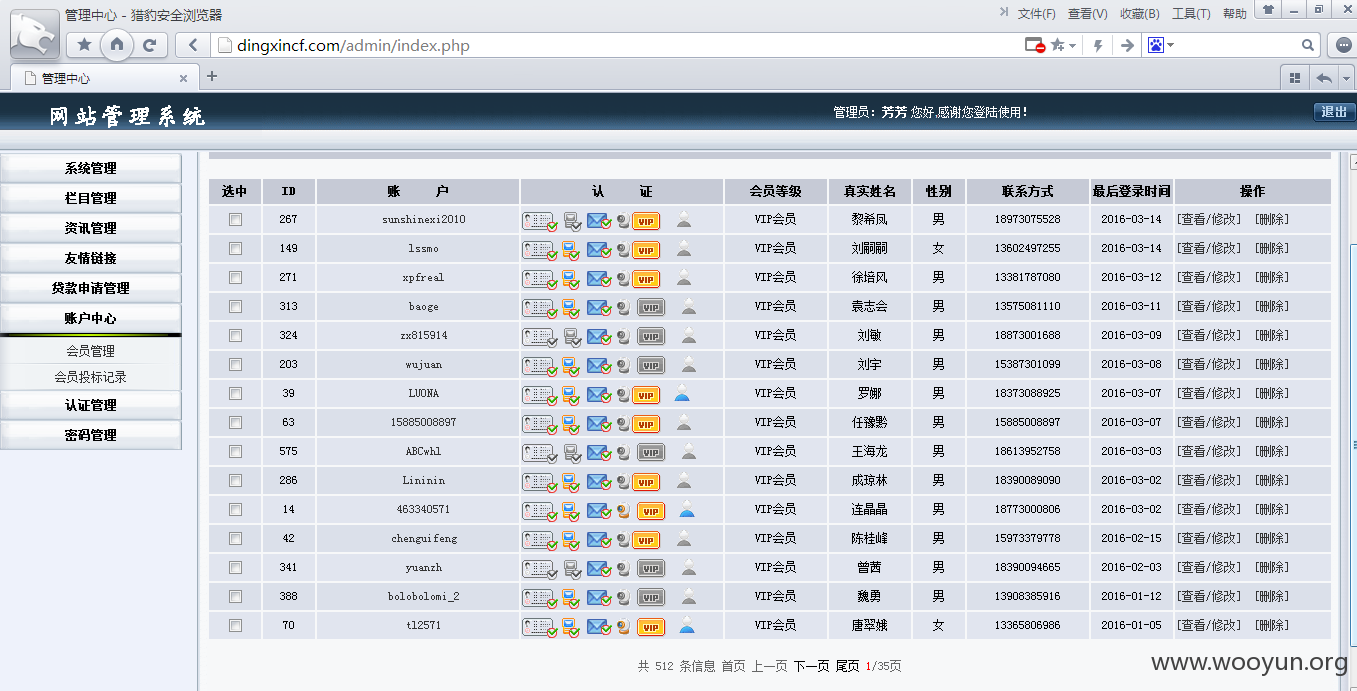 管理中心 - 猎豹安全浏览器 文件(F) 查看(V) 收藏(B) 工具(T) 帮助
dingxincf.com/admin/index.php
管理中心
网站管理系统 管理员：芳芳 您好,感谢您登陆使用! 退出
系统管理
栏目管理
资讯管理
友情链接
贷款申请管理
账户中心
会员管理
会员投标记录
认证管理
密码管理
选中 ID 账 户 认 证 会员等级 真实姓名 性别 联系方式 最后登录时间 操作
267 sunshinexi2010 VIP VIP会员 黎希凤 男 18973075528 2016-03-14 [查看/修改] [删除]
149 lssmo VIP VIP会员 刘嗣嗣 女 13602497255 2016-03-14 [查看/修改] [删除]
271 xpfreal VIP VIP会员 徐培风 男 13381787080 2016-03-12 [查看/修改] [删除]
313 baoge VIP VIP会员 袁志会 男 13575081110 2016-03-11 [查看/修改] [删除]
324 zx815914 VIP VIP会员 刘敏 男 18873001688 2016-03-09 [查看/修改] [删除]
203 wujuan VIP VIP会员 刘宇 男 15387301099 2016-03-08 [查看/修改] [删除]
39 LUONA VIP VIP会员 罗娜 男 18373088925 2016-03-07 [查看/修改] [删除]
63 15885008897 VIP VIP会员 任豫黔 男 15885008897 2016-03-07 [查看/修改] [删除]
575 ABCwhl VIP VIP会员 王海龙 男 18613952758 2016-03-03 [查看/修改] [删除]
286 Lininin VIP VIP会员 成琼林 男 18390089090 2016-03-02 [查看/修改] [删除]
14 463340571 VIP VIP会员 连晶晶 男 18773000806 2016-03-02 [查看/修改] [删除]
42 chenguifeng VIP VIP会员 陈桂峰 男 15973379778 2016-02-15 [查看/修改] [删除]
341 yuanzh VIP VIP会员 曾茜 男 18390094665 2016-02-03 [查看/修改] [删除]
388 bolobolomi_2 VIP VIP会员 魏勇 男 13908385916 2016-01-12 [查看/修改] [删除]
70 tl2571 VIP VIP会员 唐翠娥 女 13365806986 2016-01-05 [查看/修改] [删除]
共 512 条信息 首页 上一页 下一页 尾页 1/35页
www.wooyun.org